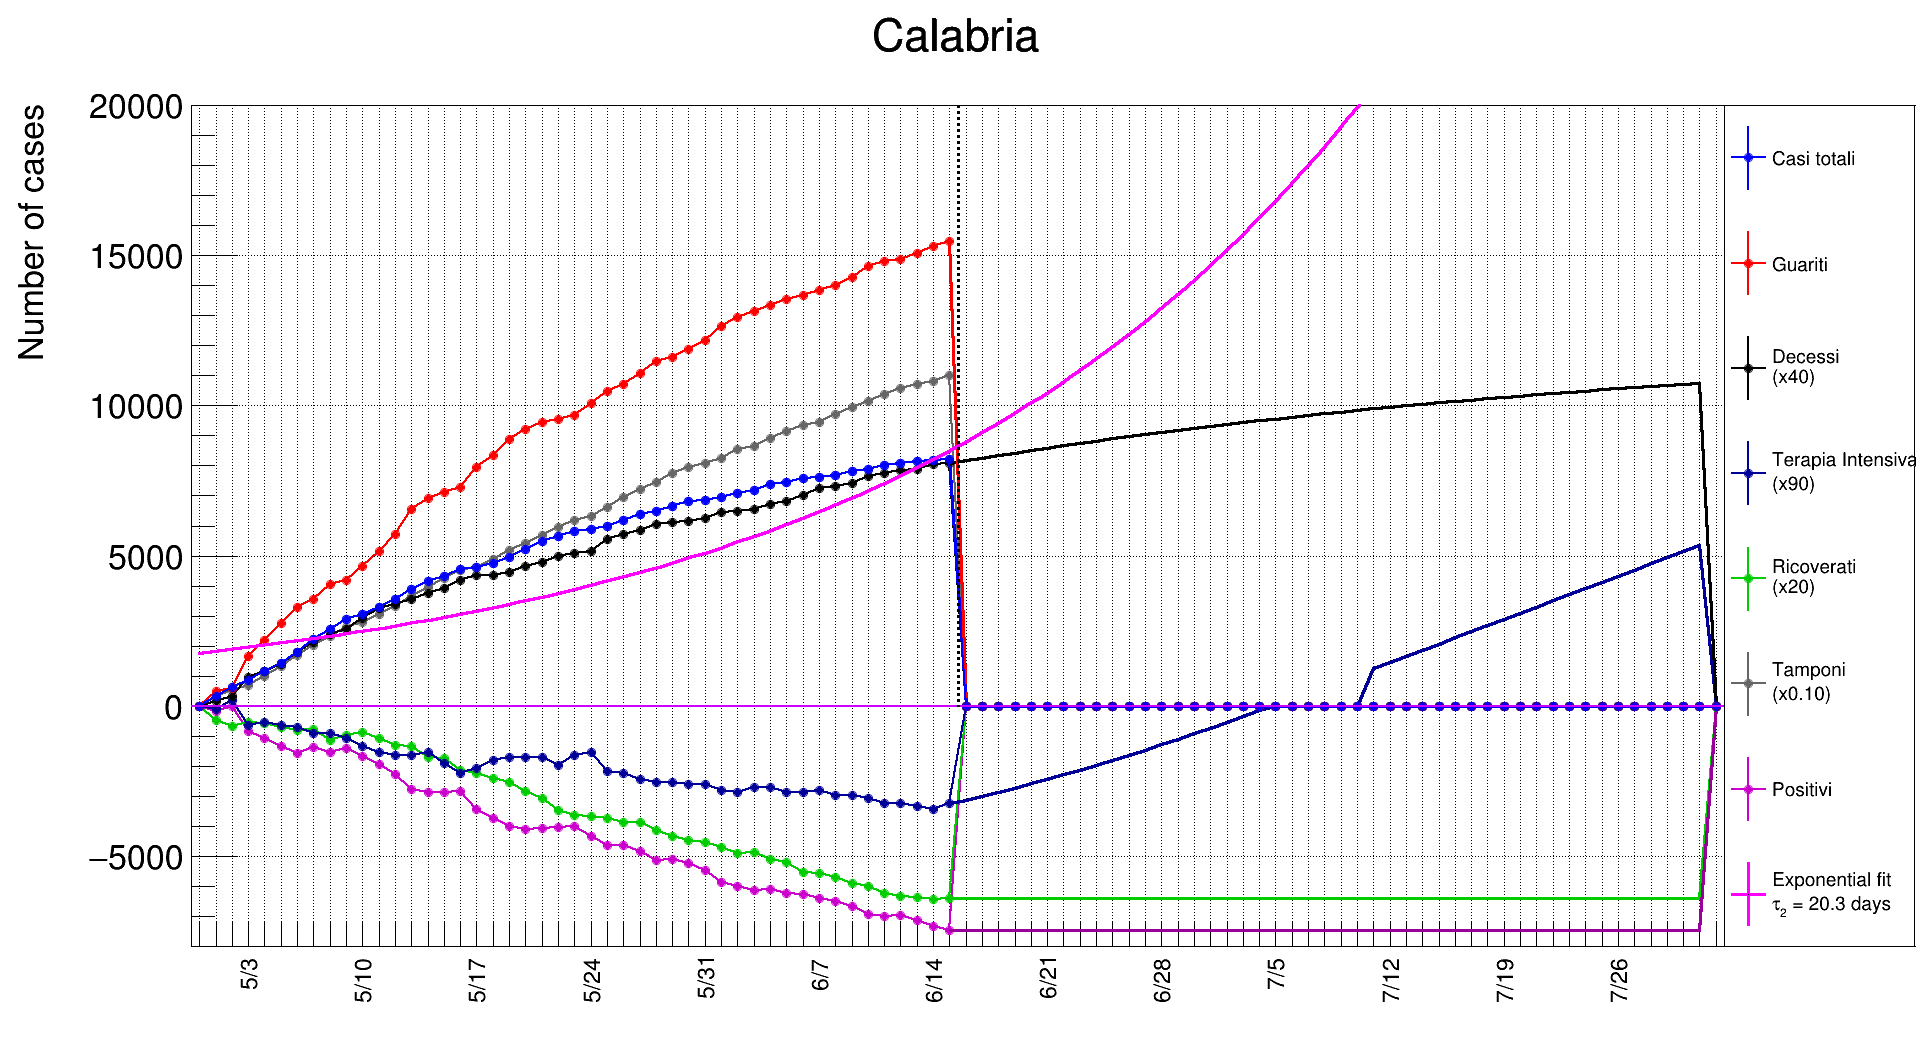 Calabria
Number of cases
20000
15000
10000
5000
0
−5000
5/3
5/10
5/17
5/24
5/31
6/7
6/14
6/21
6/28
7/5
7/12
7/19
7/26
Casi totali
Guariti
Decessi
(x40)
Terapia Intensiva
(x90)
Ricoverati
(x20)
Tamponi
(x0.10)
Positivi
Exponential fit
τ2 = 20.3 days